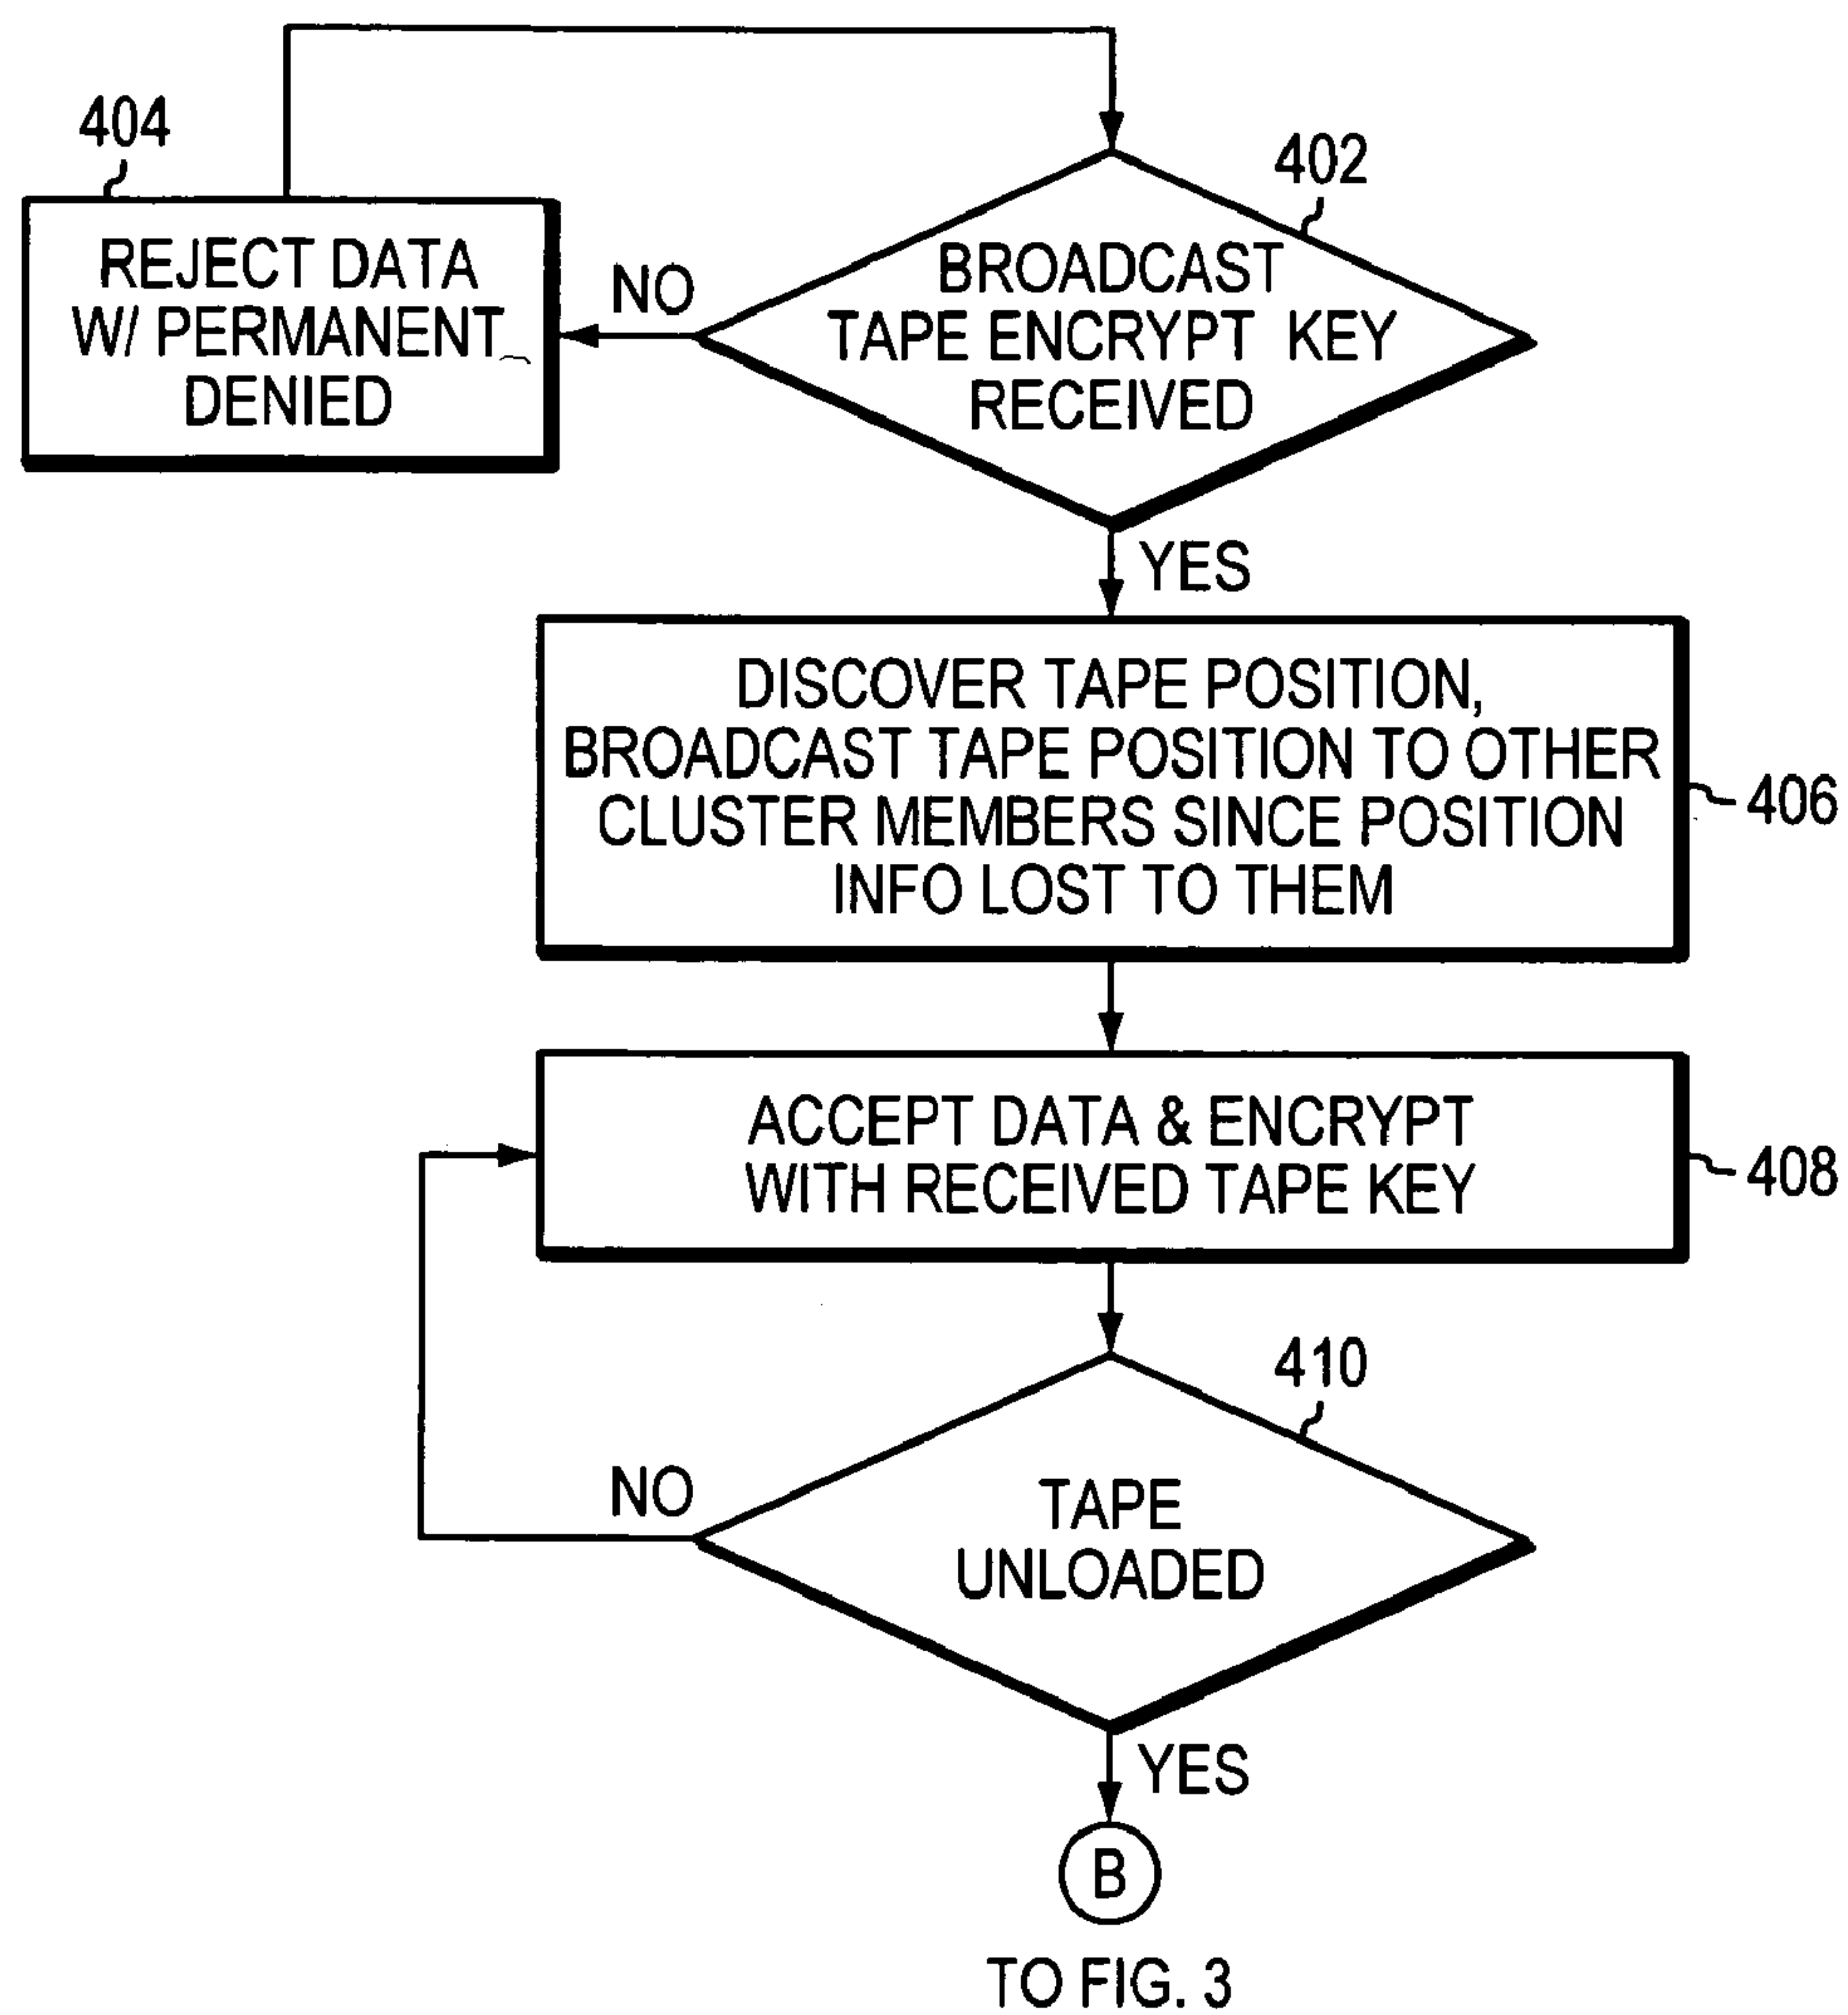 404
REJECT DATA
W/ PERMANENT_
DENIED
NO
402
BROADCAST
TAPE ENCRYPT KEY
RECEIVED
YES
DISCOVER TAPE POSITION,
BROADCAST TAPE POSITION TO OTHER
CLUSTER MEMBERS SINCE POSITION
INFO LOST TO THEM
406
ACCEPT DATA & ENCRYPT
WITH RECEIVED TAPE KEY
408
410
NO
TAPE
UNLOADED
YES
B
TO FIG. 3